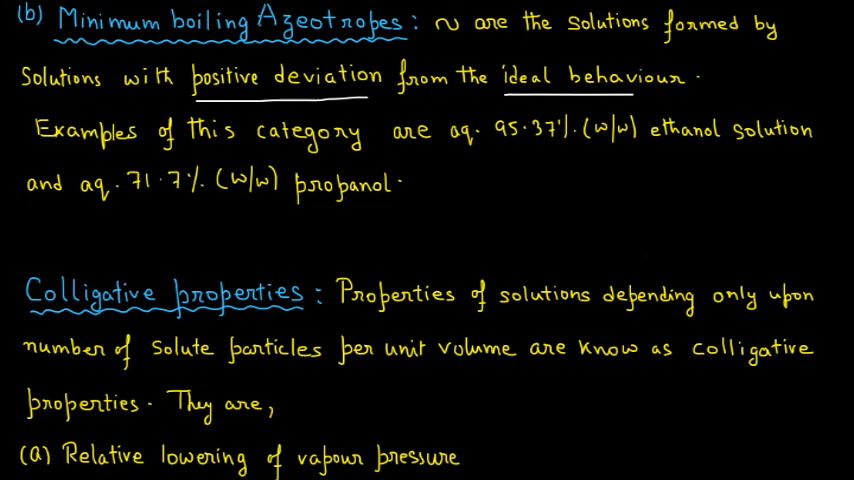 (b) Minimum boiling Azeotropes : ~ are the solutions formed by
Solutions with positive deviation from the ideal behaviour.
Examples of this category are aq. 95.37% (w/w) ethanol solution
and aq. 71.7% (w/w) propanol.
Colligative properties : Properties of solutions depending only upon
number of solute particles per unit volume are know as colligative
properties. They are,
(a) Relative lowering of vapour pressure